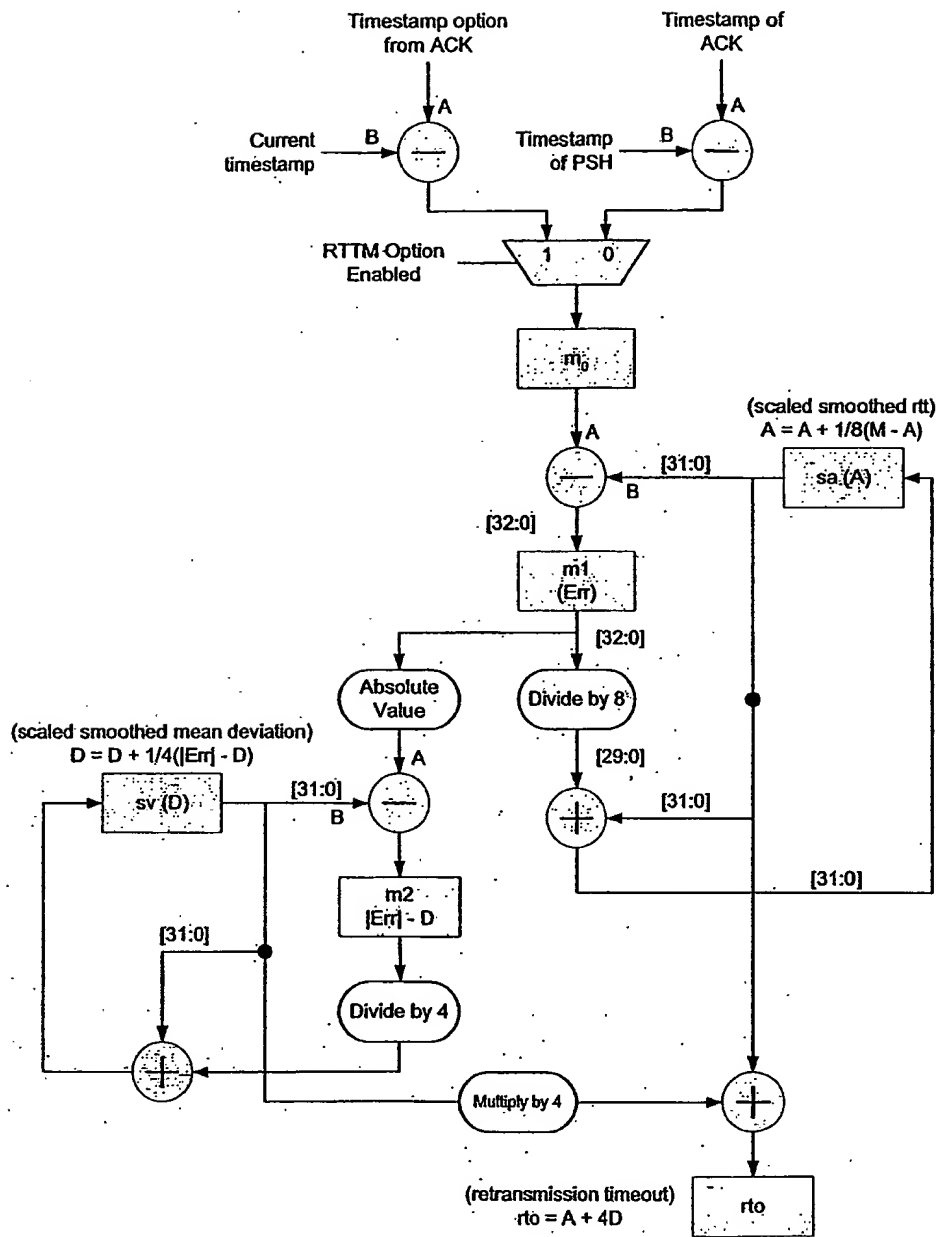 Timestamp option
from ACK
Timestamp of
ACK
A
A
Current
timestamp
B
Timestamp
of PSH
B
RTTM Option
Enabled
1
0
m0
A
(scaled smoothed rtt)
A = A + 1/8(M - A)
[31:0]
B
sa (A)
[32:0]
m1
(Err)
[32:0]
Absolute
Value
Divide by 8
(scaled smoothed mean deviation)
D = D + 1/4(|Err| - D)
A
[29:0]
sv (D)
[31:0]
B
[31:0]
m2
|Err| - D
[31:0]
[31:0]
Divide by 4
Multiply by 4
(retransmission timeout)
rto = A + 4D
rto